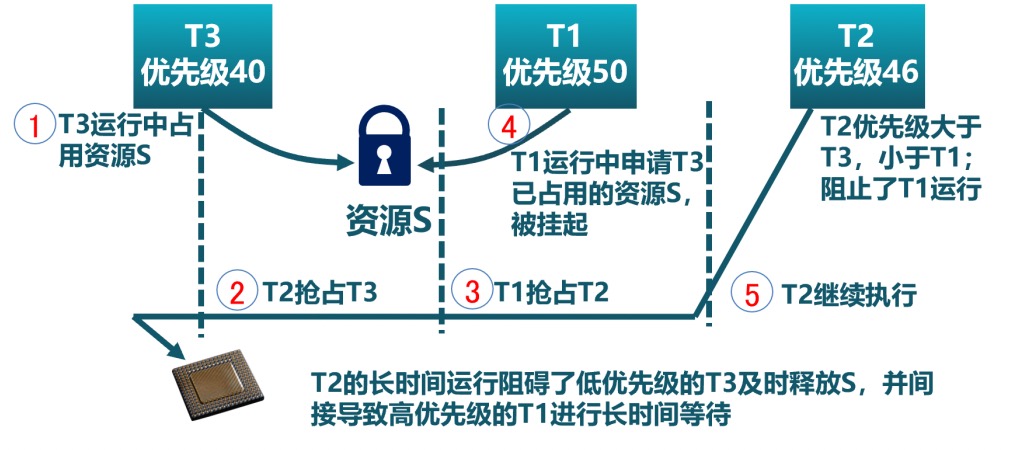 T3
优先级40
T1
优先级50
T2
优先级46
1
T3运行中占
用资源S
资源S
4
T1运行中申请T3
已占用的资源S,
被挂起
T2优先级大于
T3，小于T1；
阻止了T1运行
2
T2抢占T3
3
T1抢占T2
5
T2继续执行
T2的长时间运行阻碍了低优先级的T3及时释放S，并间
接导致高优先级的T1进行长时间等待